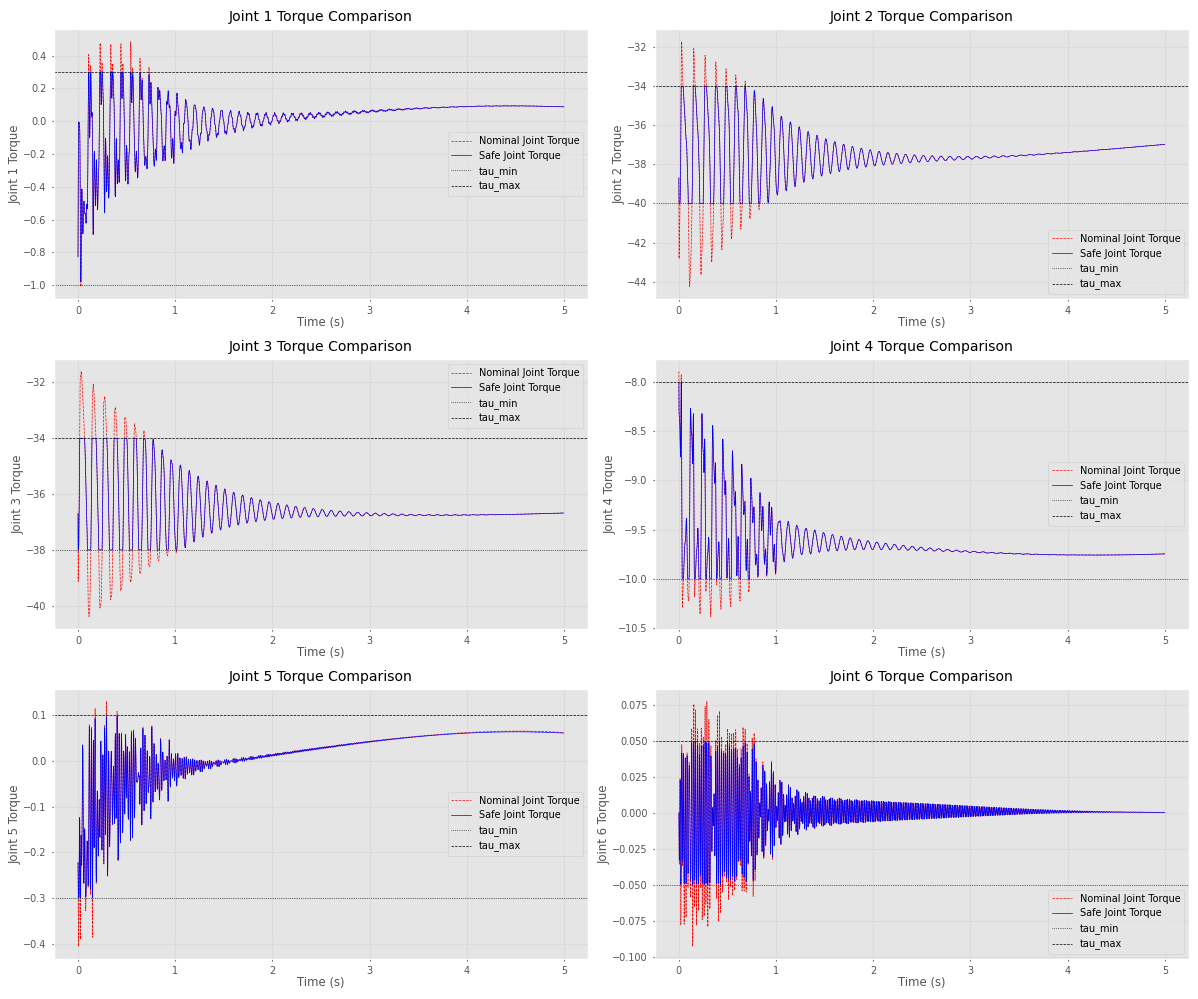 Joint 1 Torque Comparison
Joint 1 Torque
0.4
0.2
0.0
−0.2
−0.4
−0.6
−0.8
−1.0
Nominal Joint Torque
Safe Joint Torque
tau_min
tau_max
0 1 2 3 4 5
Time (s)
Joint 2 Torque Comparison
Joint 2 Torque
−32
−34
−36
−38
−40
−42
−44
Nominal Joint Torque
Safe Joint Torque
tau_min
tau_max
0 1 2 3 4 5
Time (s)
Joint 3 Torque Comparison
Joint 3 Torque
−32
−34
−36
−38
−40
Nominal Joint Torque
Safe Joint Torque
tau_min
tau_max
0 1 2 3 4 5
Time (s)
Joint 4 Torque Comparison
Joint 4 Torque
−8.0
−8.5
−9.0
−9.5
−10.0
−10.5
Nominal Joint Torque
Safe Joint Torque
tau_min
tau_max
0 1 2 3 4 5
Time (s)
Joint 5 Torque Comparison
Joint 5 Torque
0.1
0.0
−0.1
−0.2
−0.3
−0.4
Nominal Joint Torque
Safe Joint Torque
tau_min
tau_max
0 1 2 3 4 5
Time (s)
Joint 6 Torque Comparison
Joint 6 Torque
0.075
0.050
0.025
0.000
−0.025
−0.050
−0.075
−0.100
Nominal Joint Torque
Safe Joint Torque
tau_min
tau_max
0 1 2 3 4 5
Time (s)